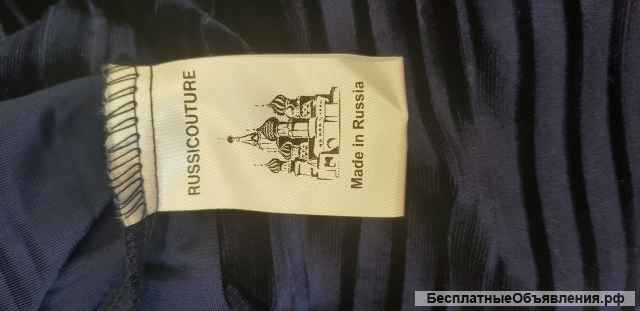 RUSSICOUTURE
Made in Russia
БесплатныеОбъявления.рф